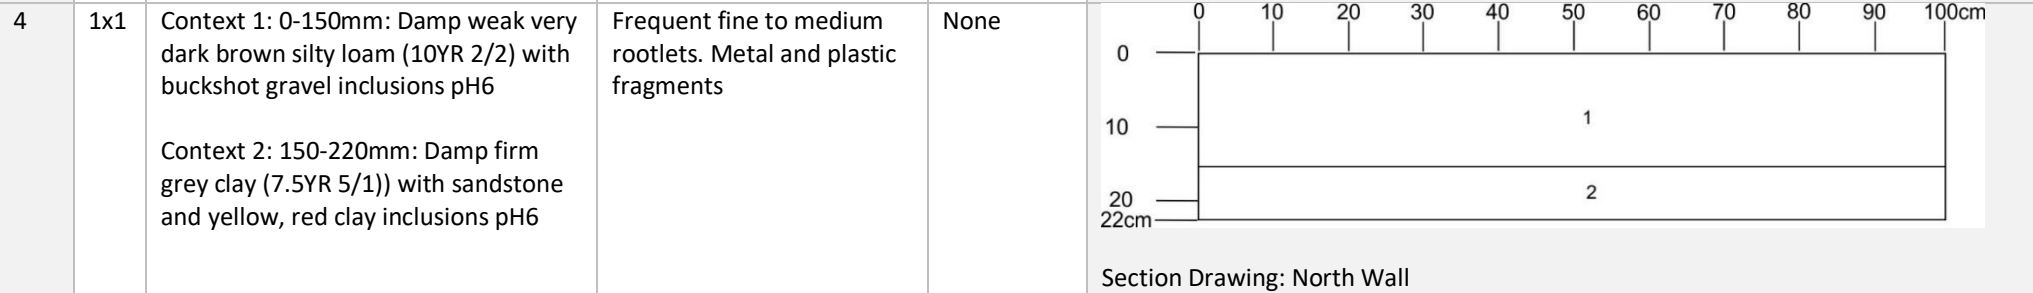 4
1x1
Context 1: 0-150mm: Damp weak very
dark brown silty loam (10YR 2/2) with
buckshot gravel inclusions pH6
Context 2: 150-220mm: Damp firm
grey clay (7.5YR 5/1)) with sandstone
and yellow, red clay inclusions pH6
Frequent fine to medium
rootlets. Metal and plastic
fragments
None
0 10 20 30 40 50 60 70 80 90 100cm
0
10
20
22cm
1
2
Section Drawing: North Wall